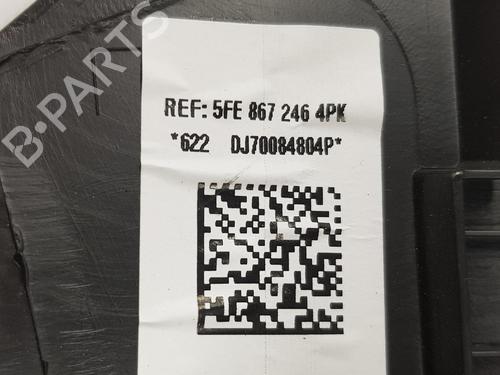 REF: 5FE 867 246 4PK
*622 DJ70084804P*
B-PARTS